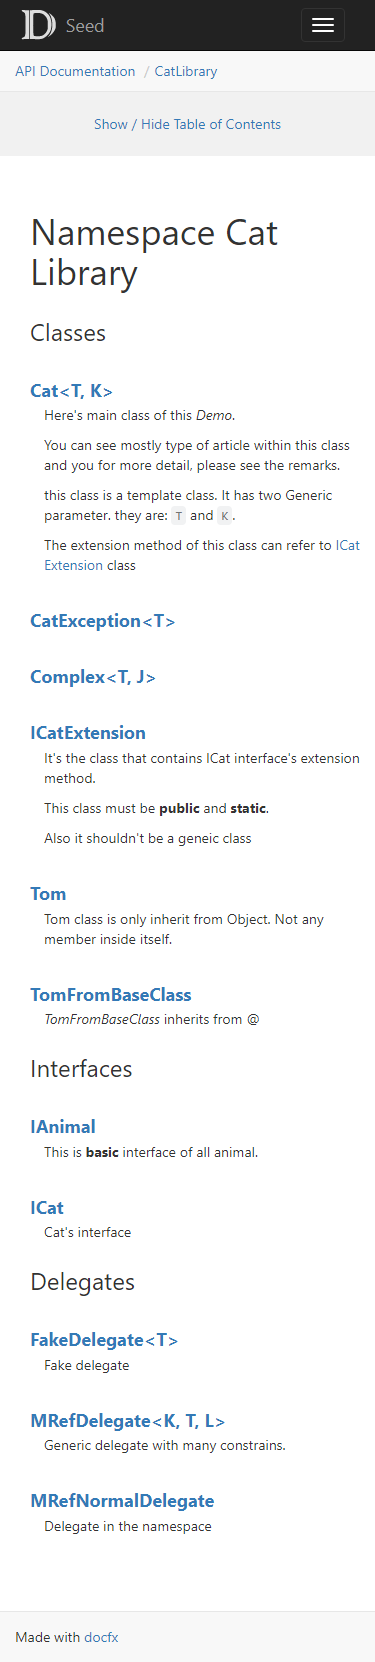 Seed
API Documentation / CatLibrary
Show / Hide Table of Contents
Namespace Cat
Library
Classes
Cat<T, K>
Here's main class of this Demo.
You can see mostly type of article within this class
and you for more detail, please see the remarks.
this class is a template class. It has two Generic
parameter. they are: T and K.
The extension method of this class can refer to ICat
Extension class
CatException<T>
Complex<T, J>
ICatExtension
It's the class that contains ICat interface's extension
method.
This class must be public and static.
Also it shouldn't be a geneic class
Tom
Tom class is only inherit from Object. Not any
member inside itself.
TomFromBaseClass
TomFromBaseClass inherits from @
Interfaces
IAnimal
This is basic interface of all animal.
ICat
Cat's interface
Delegates
FakeDelegate<T>
Fake delegate
MRefDelegate<K, T, L>
Generic delegate with many constrains.
MRefNormalDelegate
Delegate in the namespace
Made with docfx